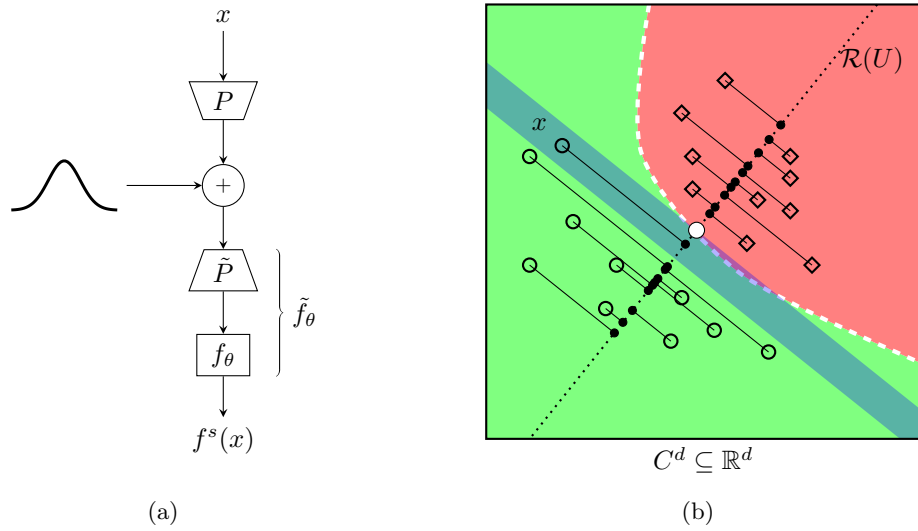 x
P
+
P̃
f_θ
f̃_θ
f^s(x)
(a)
R(U)
x
C^d ⊆ ℝ^d
(b)